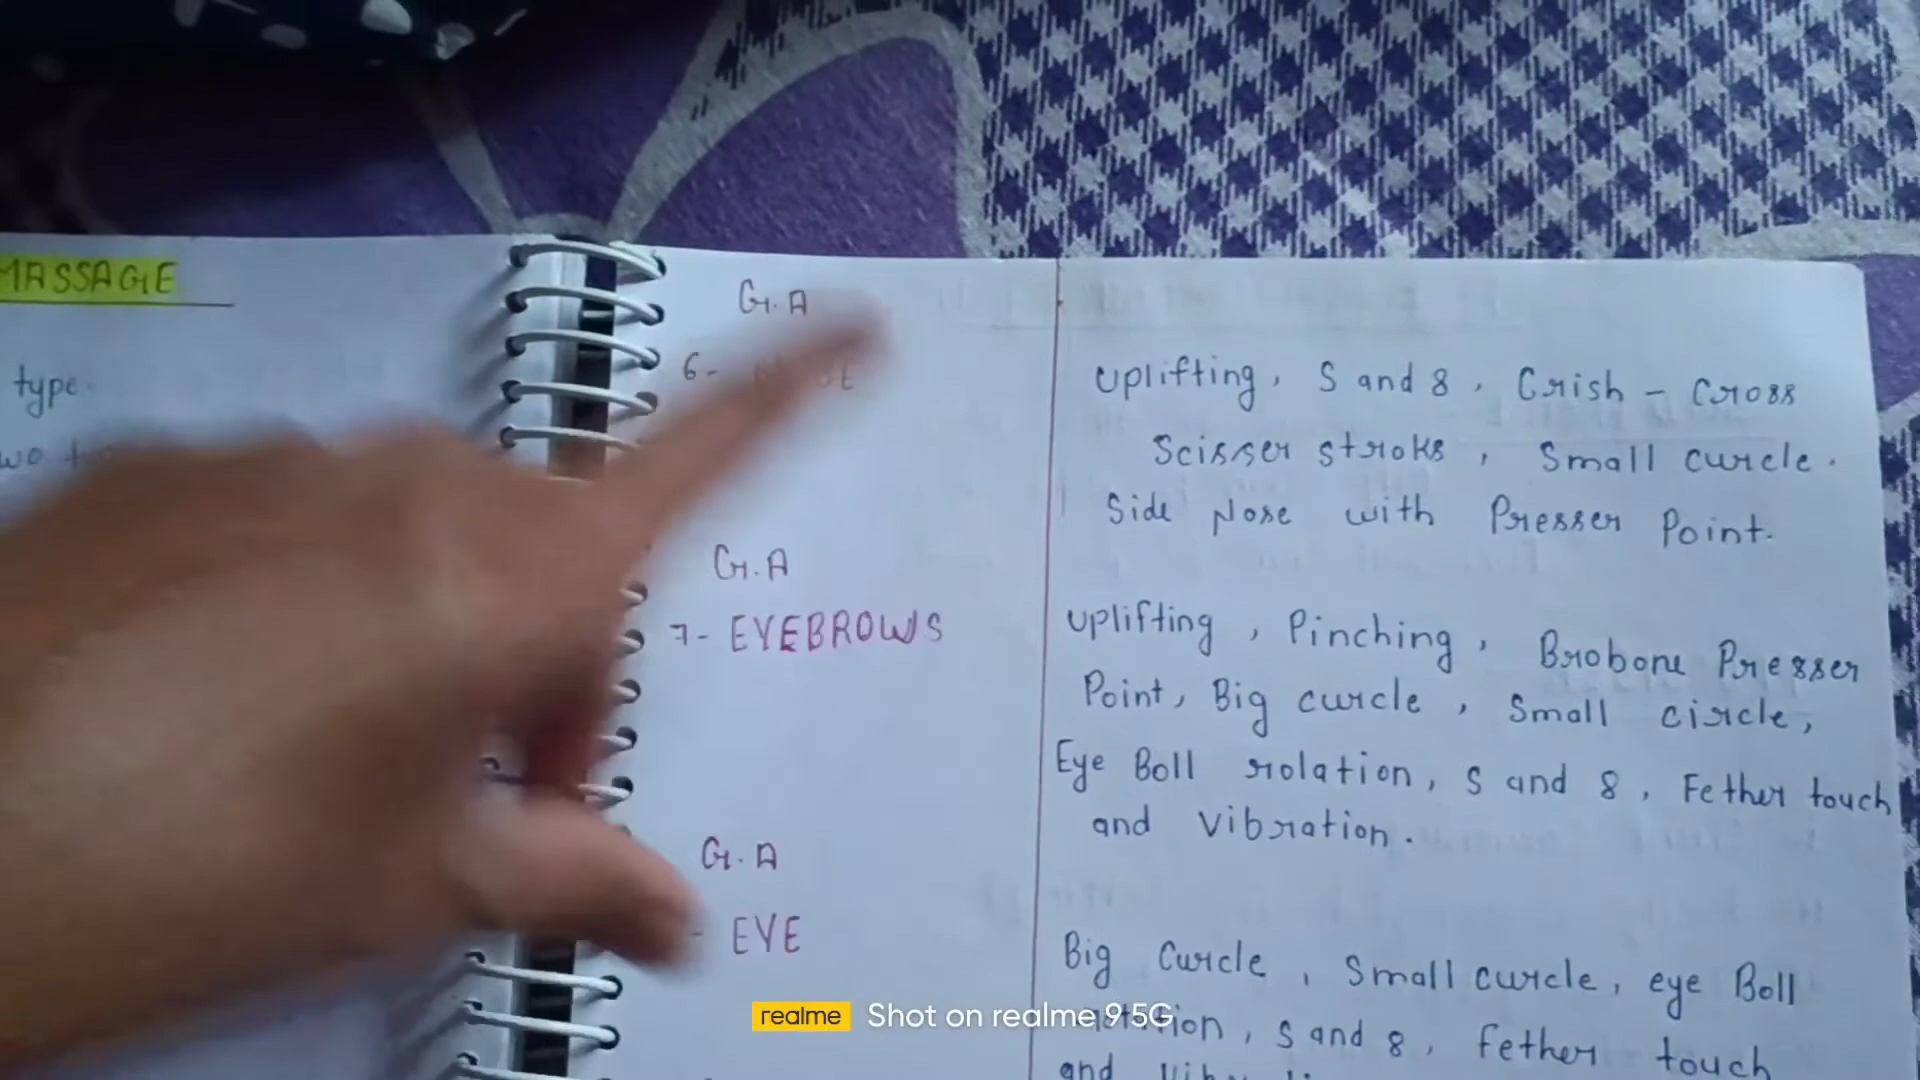 MASSAGE
type.
wo
G.A
6-
uplifting, S and 8, Crish - Cross
Scisser stroks, Small curcle.
Side Nose with Presser Point.
G.A
7- EYEBROWS
uplifting, Pinching, Brobone Presser
Point, Big curcle, Small circle,
Eye Boll rolation, S and 8, Fether touch
and vibration.
G.A
- EYE
Big Curcle, Small curcle, eye Boll
S and 8, Fether touch
and
realme Shot on realme 9 5G